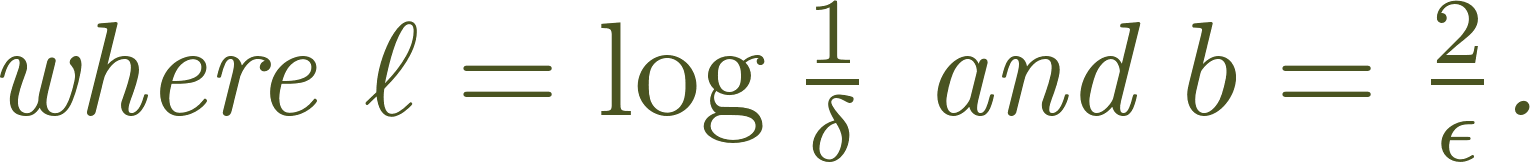 where ℓ = log 1/δ and b = 2/ϵ.